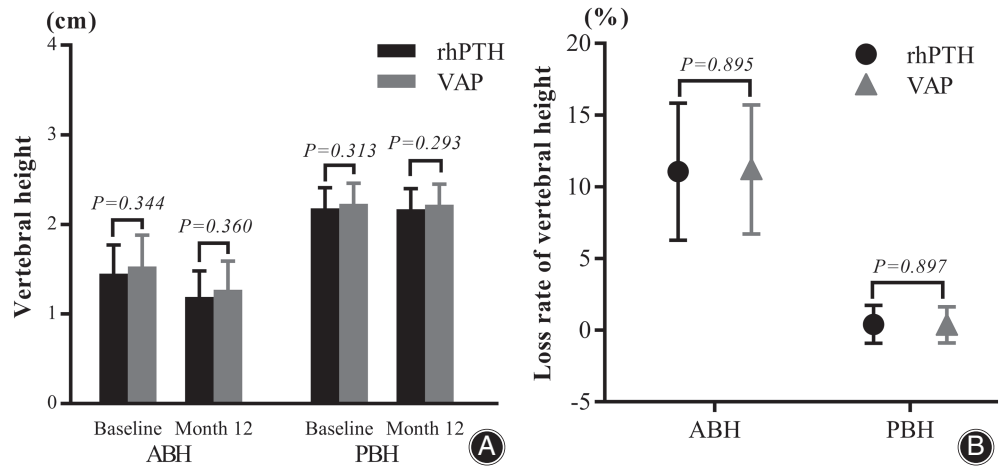 (cm)
4
3
2
1
0
Vertebral height
rhPTH
VAP
P=0.344
P=0.360
P=0.313
P=0.293
Baseline Month 12 Baseline Month 12
ABH PBH
A
(%)
20
15
10
5
0
-5
Loss rate of vertebral height
rhPTH
VAP
P=0.895
P=0.897
ABH PBH
B